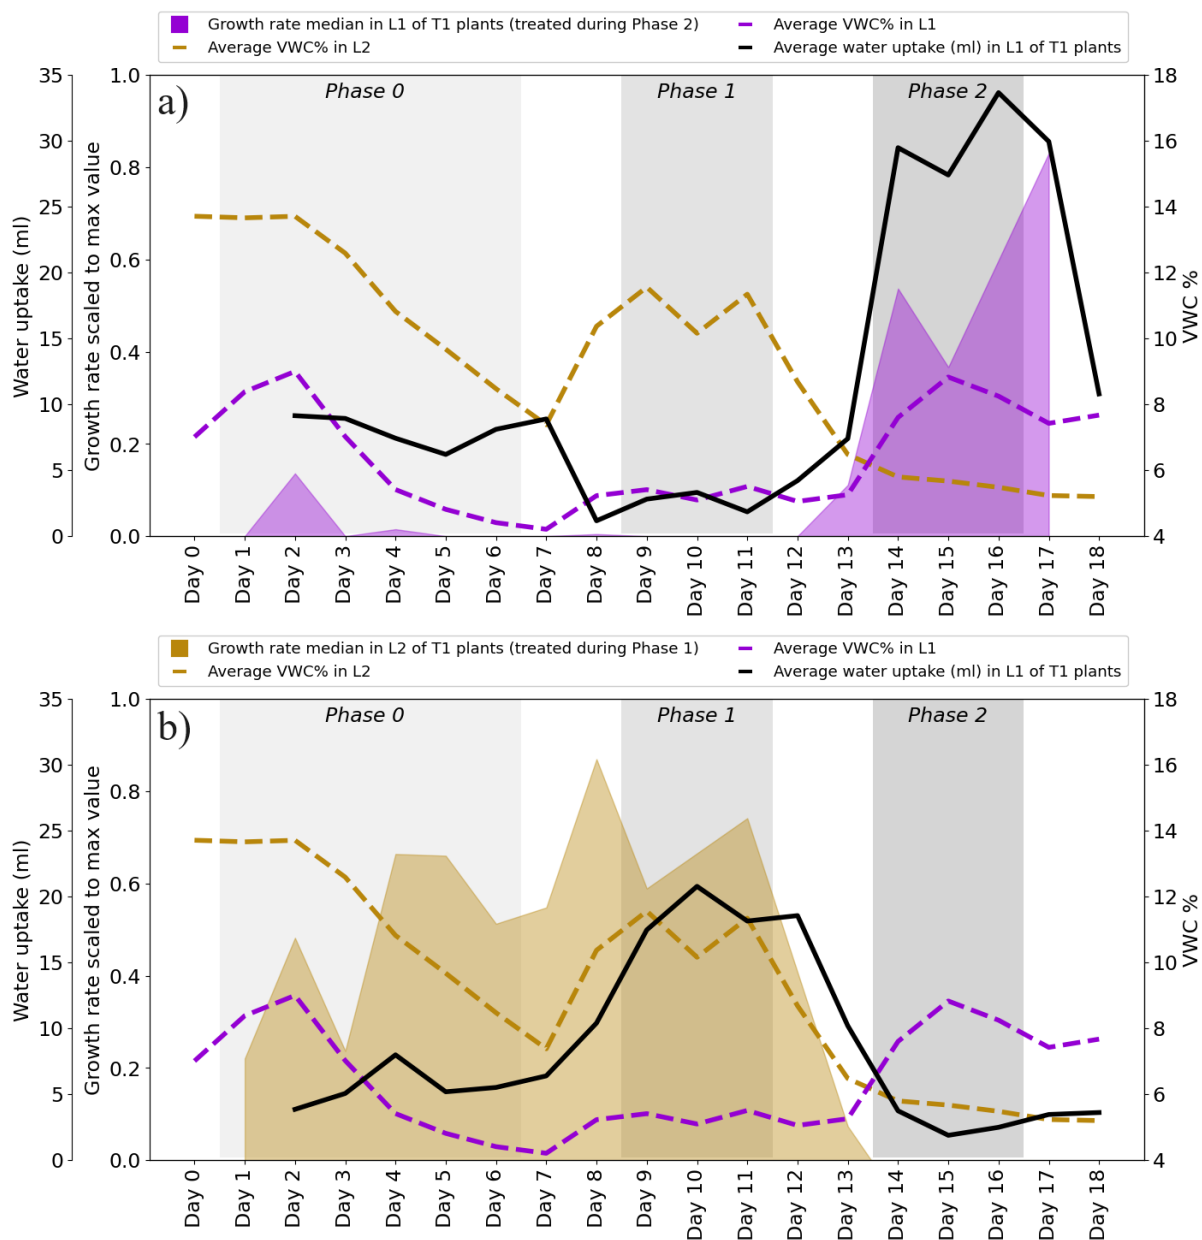 Growth rate median in L1 of T1 plants (treated during Phase 2)
Average VWC% in L2
Average VWC% in L1
Average water uptake (ml) in L1 of T1 plants
a)
Phase 0
Phase 1
Phase 2
Water uptake (ml)
35
30
25
20
15
10
5
0
Growth rate scaled to max value
1.0
0.8
0.6
0.4
0.2
0.0
VWC %
18
16
14
12
10
8
6
4
Day 0
Day 1
Day 2
Day 3
Day 4
Day 5
Day 6
Day 7
Day 8
Day 9
Day 10
Day 11
Day 12
Day 13
Day 14
Day 15
Day 16
Day 17
Day 18
Growth rate median in L2 of T1 plants (treated during Phase 1)
Average VWC% in L2
Average VWC% in L1
Average water uptake (ml) in L1 of T1 plants
b)
Phase 0
Phase 1
Phase 2
Water uptake (ml)
35
30
25
20
15
10
5
0
Growth rate scaled to max value
1.0
0.8
0.6
0.4
0.2
0.0
VWC %
18
16
14
12
10
8
6
4
Day 0
Day 1
Day 2
Day 3
Day 4
Day 5
Day 6
Day 7
Day 8
Day 9
Day 10
Day 11
Day 12
Day 13
Day 14
Day 15
Day 16
Day 17
Day 18